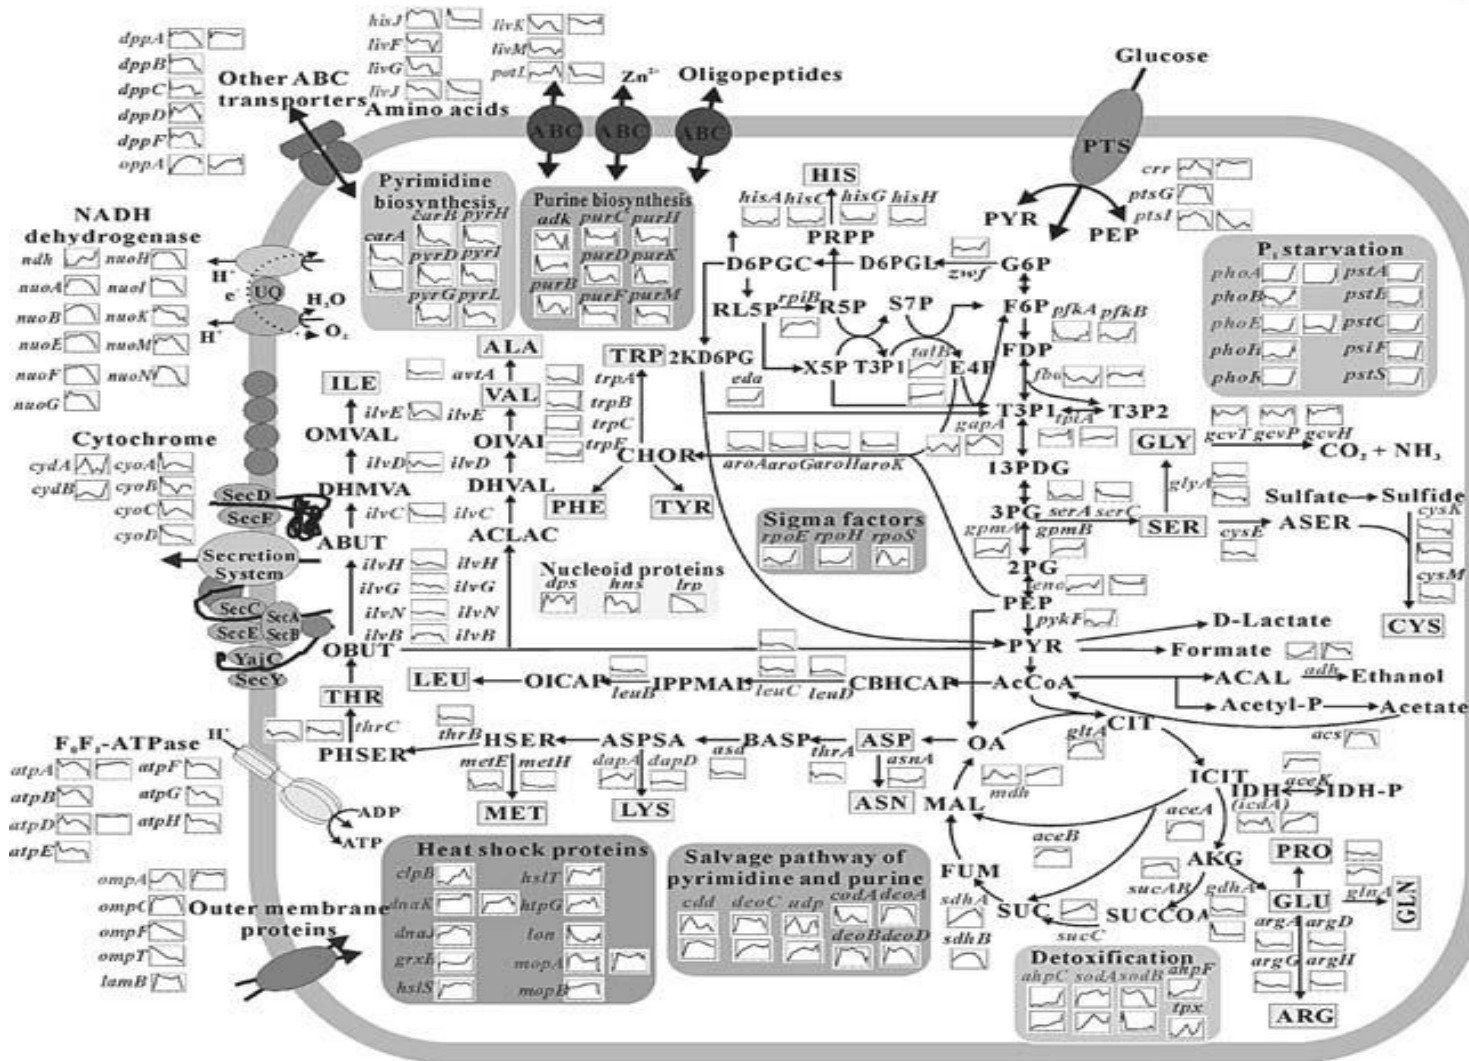 hisJ
livK
dppA
livF
livM
dppB
livG
potI
dppC
livJ
dppD
dppF
oppA
Other ABC
transporters
Amino acids
Zn²⁺
Oligopeptides
Glucose
ABC
ABC
ABC
PTS
crr
ptsG
ptsI
PYR
PEP
NADH
dehydrogenase
ndh
nuoH
nuoA
nuoI
nuoB
nuoK
nuoE
nuoM
nuoF
nuoN
nuoG
H⁺
e⁻
UQ
H₂O
H⁺
O₂
Pyrimidine
biosynthesis
carB pyrH
carA
pyrD pyrI
pyrG pyrL
Purine biosynthesis
adk purC purH
purD purK
purB
purF purM
HIS
hisA hisC hisG hisH
PRPP
D6PGC
D6PGL
zwf
G6P
RL5P
rpiB
R5P
S7P
F6P
pfkA pfkB
FDP
TRP
2KD6PG
X5P
T3P1
talB
E4P
fba
eda
T3P1
tpiA
T3P2
gapA
P₁ starvation
phoA
pstA
phoB
pstE
phoE
pstC
phoH
psiF
phoR
pstS
ALA
avtA
VAL
trpA
trpB
trpC
trpE
ILE
ilvE
ilvE
OMVAL
OIVAL
ilvD
ilvD
DHMVA
DHVAL
ilvC
ilvC
ABUT
ACLAC
ilvH
ilvH
ilvG
ilvG
ilvN
ilvN
ilvB
ilvB
OBUT
CHOR
aroA aroG aroH aroK
PHE
TYR
13PDG
3PG
serA serC
gpmA
gpmB
SER
2PG
eno
PEP
pykF
PYR
GLY
gcvT gcvP gcvH
CO₂ + NH₃
glyA
Sulfate
Sulfide
cysE
ASER
cysK
cysM
CYS
Cytochrome
cydA
cyoA
cydB
cyoB
cyoC
cyoD
SecD
SecF
Secretion
System
SecC
SecA
SecE
SecB
YajC
SecY
Sigma factors
rpoE rpoH rpoS
Nucleoid proteins
dps hns lrp
D-Lactate
Formate
ACAL
adh
Ethanol
Acetyl-P
Acetate
acs
LEU
OICAP
leuB
IPPMAL
leuC
leuD
CBHCAP
AcCoA
THR
thrC
PHSER
thrB
HSER
ASPSA
asd
BASP
thrA
ASP
OA
gltA
CIT
metE metH
dapA dapD
asnA
MET
LYS
ASN
mdh
MAL
ICIT
aceK
IDH
IDH-P
(icdA)
aceA
aceB
AKG
PRO
FUM
sdhA
sdhB
SUC
sucAB
sucC
SUCCOA
gdhA
GLU
glnA
GLN
argA argD
argG argH
ARG
F₀F₁-ATPase
H⁺
ADP
ATP
atpA
atpF
atpB
atpG
atpD
atpH
atpE
ompA
ompC
ompF
ompT
lamB
Outer membrane
proteins
Heat shock proteins
clpB
hslT
dnaK
htpG
dnaJ
lon
grxB
mopA
hslS
mopB
Salvage pathway of
pyrimidine and purine
cdd deoC udp codA deoA
deoB deoD
Detoxification
ahpC sodA sodB ahpF
tpx